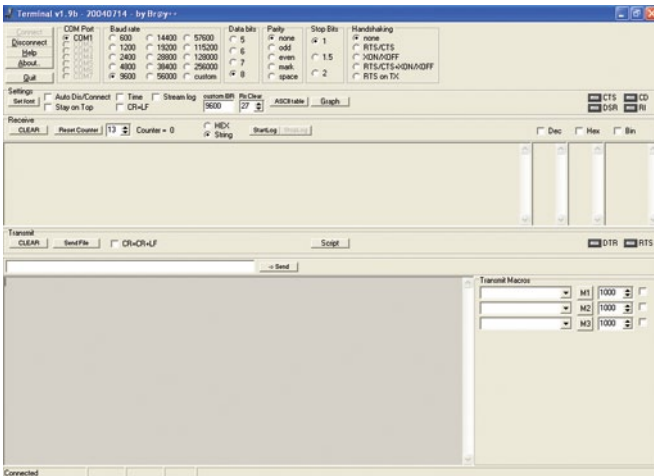 Terminal v1.9b - 20040714 - by Br@y++
Connect
Disconnect
Help
About..
Quit
COM Port
COM1
Baud rate
600 14400 57600
1200 19200 115200
2400 28800 128000
4800 38400 256000
9600 56000 custom
Data bits
5
6
7
8
Parity
none
odd
even
mark
space
Stop Bits
1
1.5
2
Handshaking
none
RTS/CTS
XON/XOFF
RTS/CTS+XON/XOFF
RTS on TX
Settings
Set font
Auto Dis/Connect Time Stream log
Stay on Top CR=LF
custom BR Rx Clear
9600 27
ASCII table Graph
CTS CD
DSR RI
Receive
CLEAR Reset Counter 13 Counter = 0
HEX
String
StartLog StopLog
Dec Hex Bin
Transmit
CLEAR Send File CR=CR+LF Script DTR RTS
-> Send
Transmit Macros
M1 1000
M2 1000
M3 1000
Connected